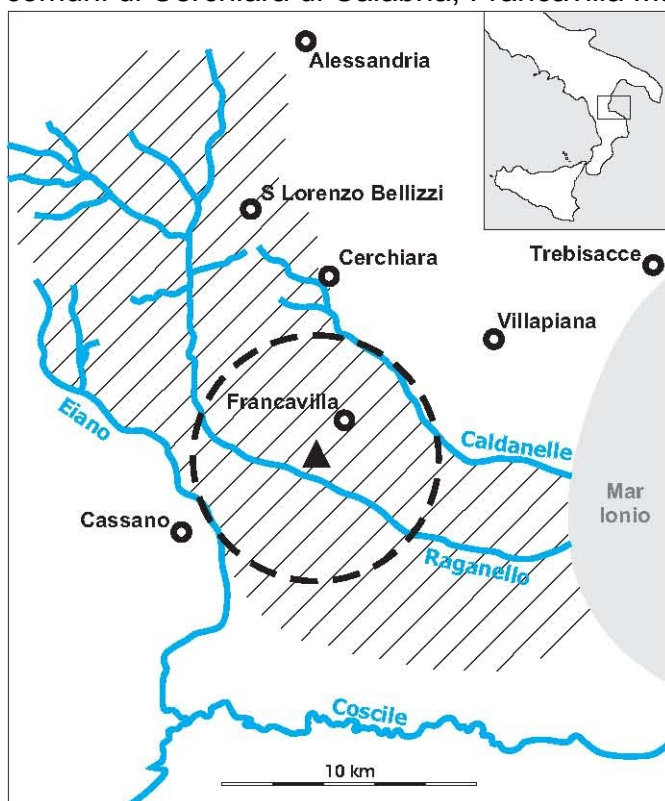 Alessandria
S Lorenzo Bellizzi
Cerchiara
Trebisacce
Villapiana
Francavilla
Eiano
Caldanelle
Mar
Ionio
Cassano
Raganello
Coscile
10 km